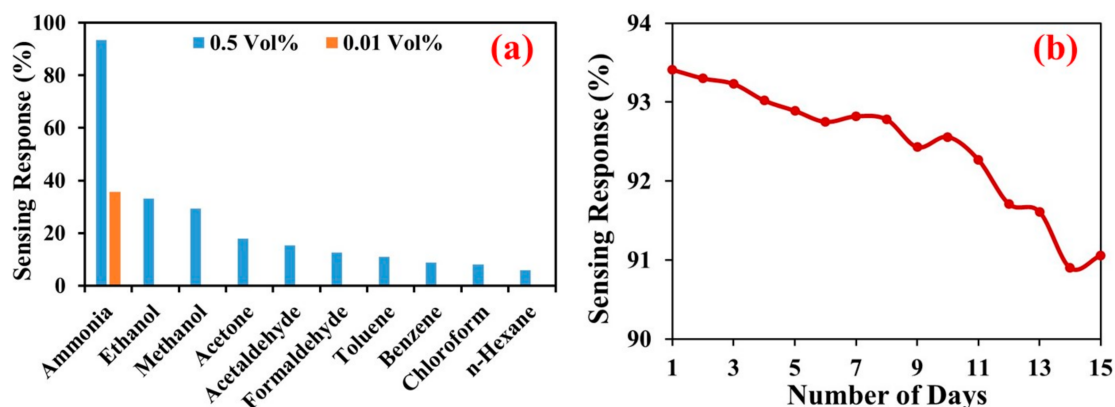 100
80
60
40
20
0
Sensing Response (%)
0.5 Vol%
0.01 Vol%
(a)
Ammonia
Ethanol
Methanol
Acetone
Acetaldehyde
Formaldehyde
Toluene
Benzene
Chloroform
n-Hexane
94
93
92
91
90
Sensing Response (%)
(b)
1 3 5 7 9 11 13 15
Number of Days